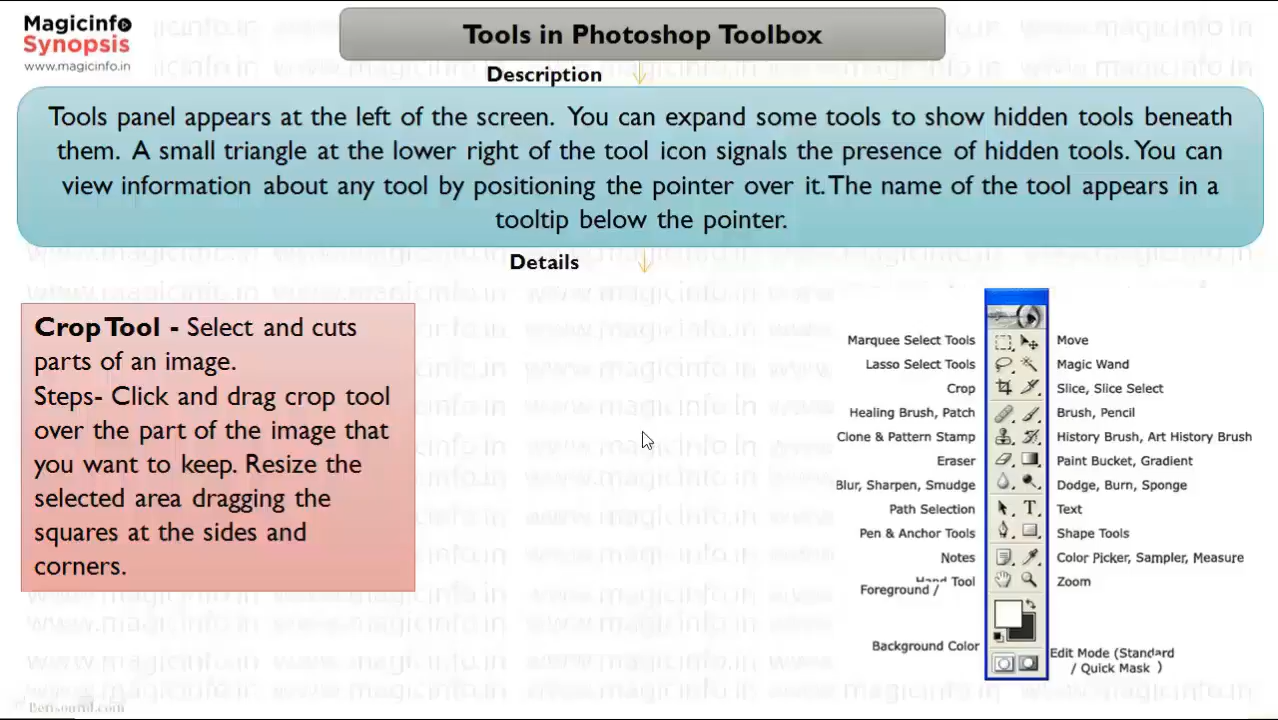 Magicinfo
Synopsis
www.magicinfo.in
Tools in Photoshop Toolbox
Description
Tools panel appears at the left of the screen. You can expand some tools to show hidden tools beneath
them. A small triangle at the lower right of the tool icon signals the presence of hidden tools. You can
view information about any tool by positioning the pointer over it. The name of the tool appears in a
tooltip below the pointer.
Details
Crop Tool - Select and cuts
parts of an image.
Steps- Click and drag crop tool
over the part of the image that
you want to keep. Resize the
selected area dragging the
squares at the sides and
corners.
Marquee Select Tools
Move
Lasso Select Tools
Magic Wand
Crop
Slice, Slice Select
Healing Brush, Patch
Brush, Pencil
Clone & Pattern Stamp
History Brush, Art History Brush
Eraser
Paint Bucket, Gradient
Blur, Sharpen, Smudge
Dodge, Burn, Sponge
Path Selection
Text
Pen & Anchor Tools
Shape Tools
Notes
Color Picker, Sampler, Measure
Hand Tool
Zoom
Foreground /
Background Color
Edit Mode (Standard
/ Quick Mask )
Bensound.com